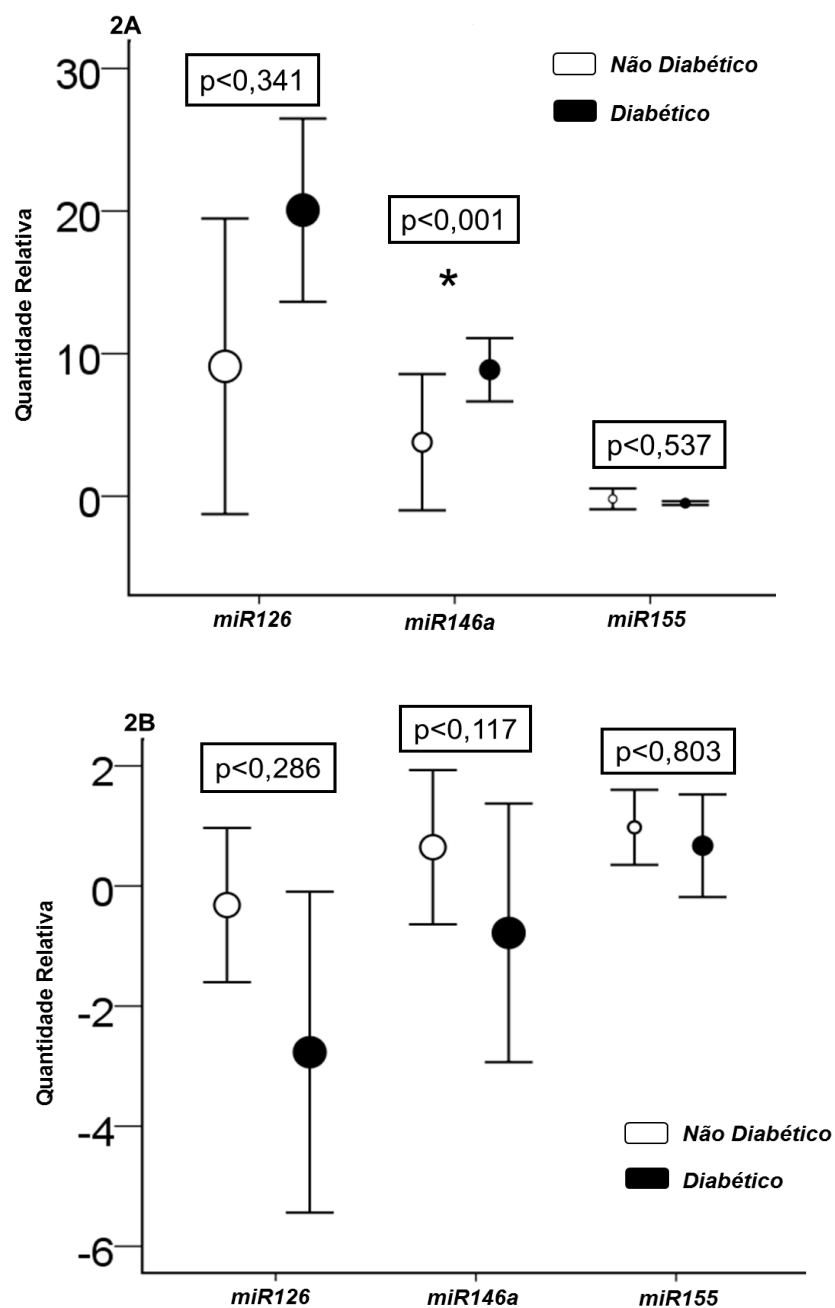 2A
30
20
10
0
Quantidade Relativa
p<0,341
p<0,001
*
p<0,537
Não Diabético
Diabético
miR126
miR146a
miR155
2B
2
0
-2
-4
-6
Quantidade Relativa
p<0,286
p<0,117
p<0,803
Não Diabético
Diabético
miR126
miR146a
miR155